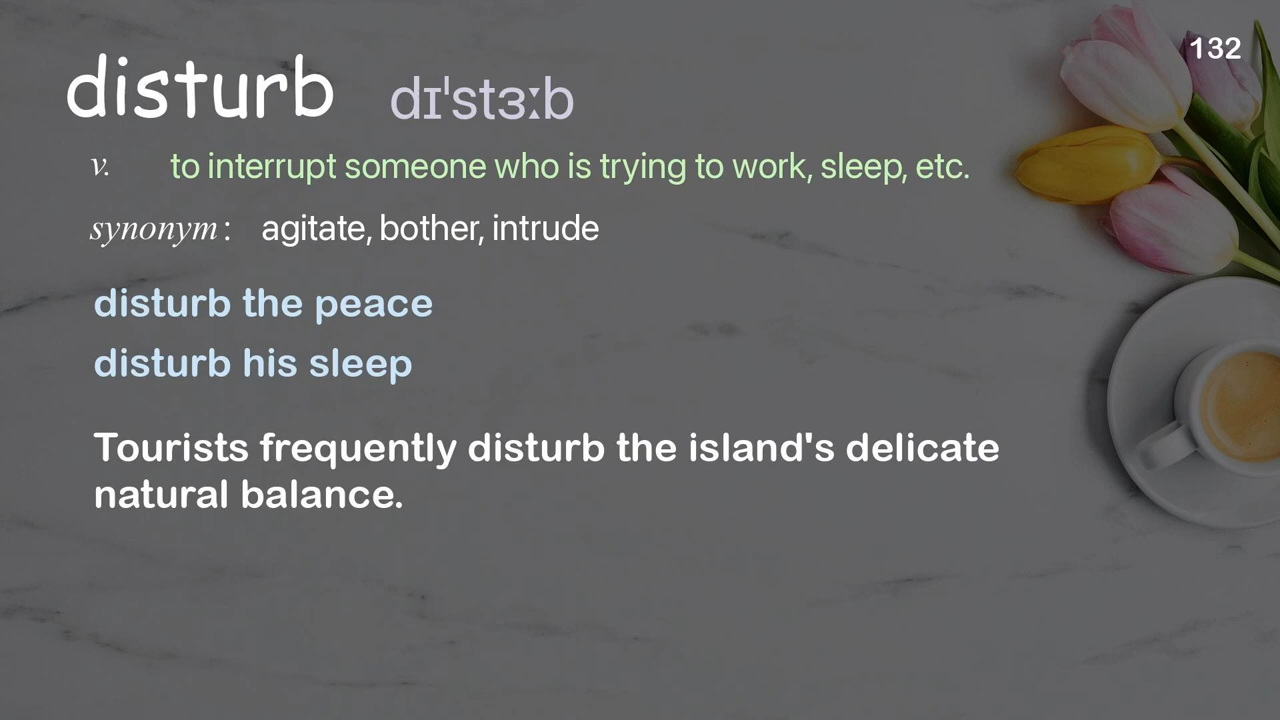 132
disturb dɪˈstɜːb
v. to interrupt someone who is trying to work, sleep, etc.
synonym : agitate, bother, intrude
disturb the peace
disturb his sleep
Tourists frequently disturb the island's delicate
natural balance.